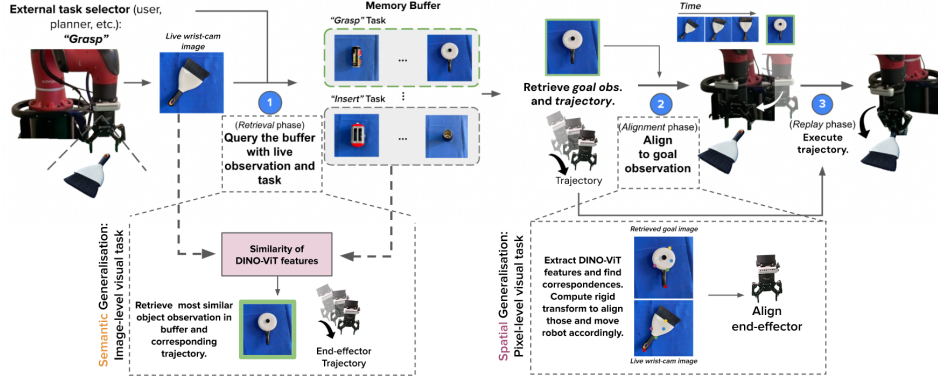 External task selector (user,
planner, etc.):
"Grasp"
Live wrist-cam
image
Memory Buffer
"Grasp" Task
...
"Insert" Task
...
1
(Retrieval phase)
Query the buffer
with live
observation and
task
Retrieve goal obs.
and trajectory.
Trajectory
Time
2
(Alignment phase)
Align
to goal
observation
3
(Replay phase)
Execute
trajectory.
Semantic Generalisation:
Image-level visual task
Similarity of
DINO-ViT features
Retrieve most similar
object observation in
buffer and
corresponding
trajectory.
End-effector
Trajectory
Spatial Generalisation:
Pixel-level visual task
Extract DINO-ViT
features and find
correspondences.
Compute rigid
transform to align
those and move
robot accordingly.
Retrieved goal image
Live wrist-cam image
Align
end-effector